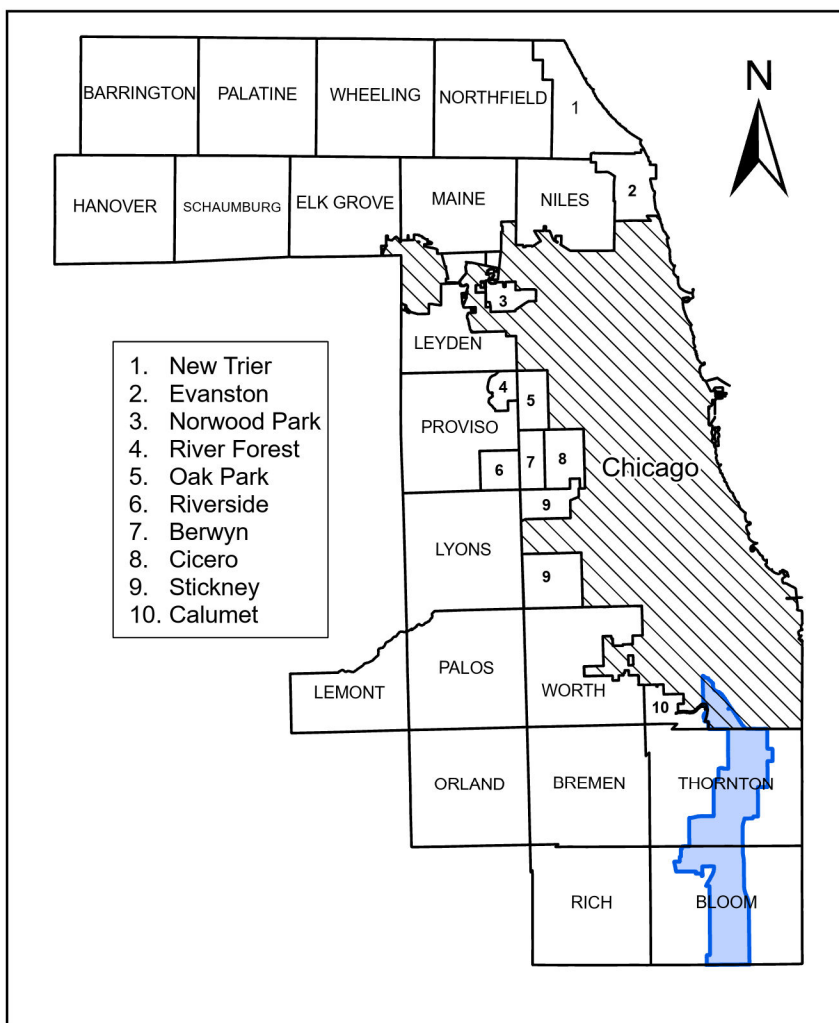 N
BARRINGTON
PALATINE
WHEELING
NORTHFIELD
1
HANOVER
SCHAUMBURG
ELK GROVE
MAINE
NILES
2
3
LEYDEN
1. New Trier
2. Evanston
3. Norwood Park
4. River Forest
5. Oak Park
6. Riverside
7. Berwyn
8. Cicero
9. Stickney
10. Calumet
4
5
PROVISO
6
7
8
Chicago
9
LYONS
9
PALOS
LEMONT
WORTH
10
ORLAND
BREMEN
THORNTON
RICH
BLOOM